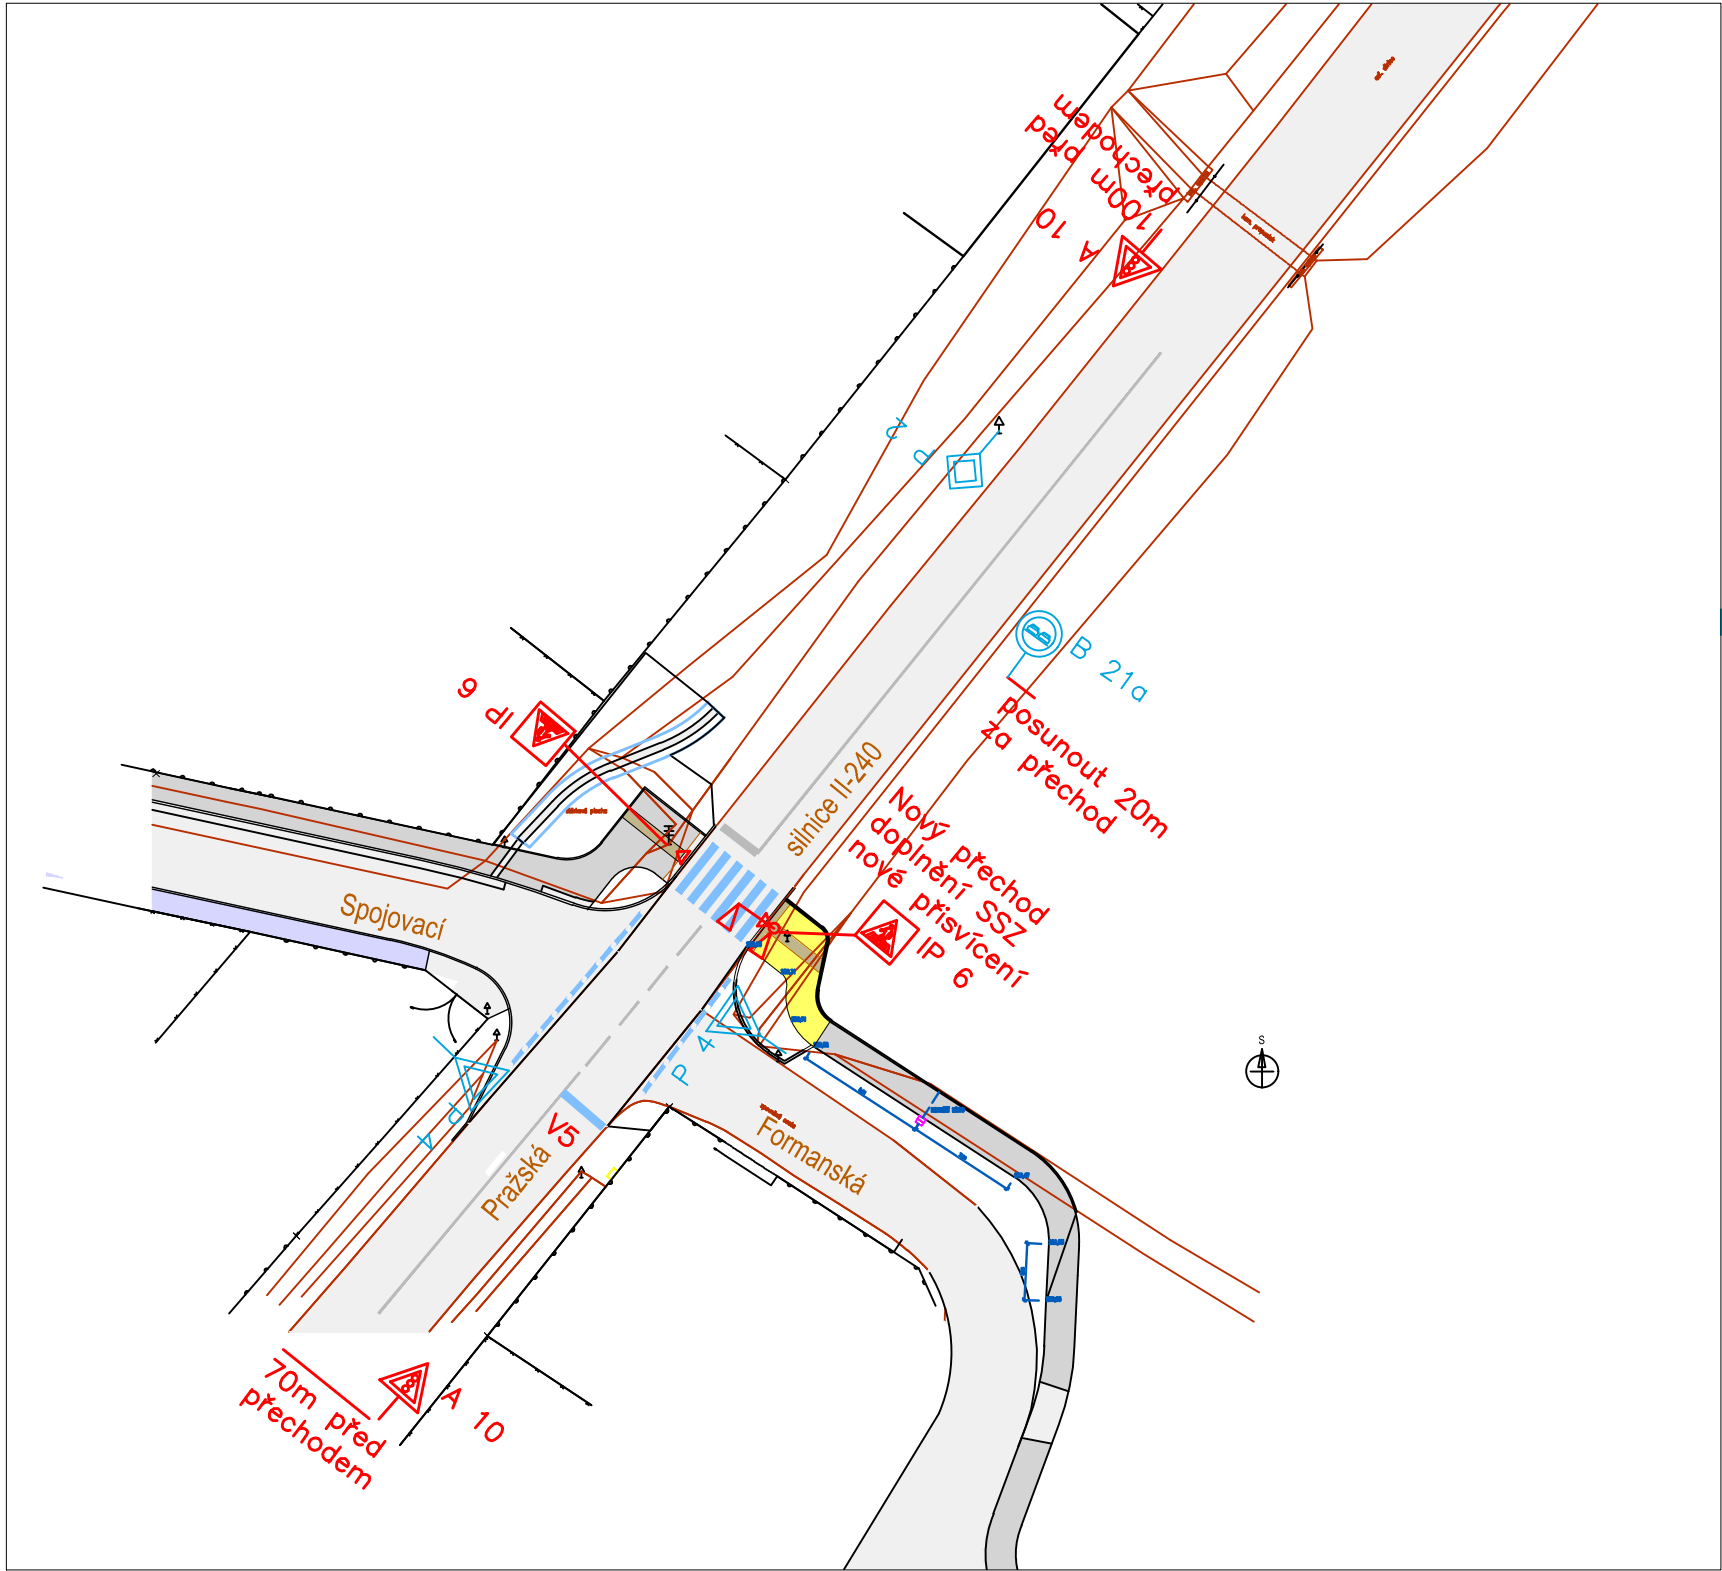 před
přechodem
100m
A 10
P 2
B 21a
posunout 20m
za přechod
IP 6
silnice II-240
Nový přechod
doplnění SSZ
nové přisvícení
IP 6
Spojovací
P 4
P 4
V5
Pražská
Formanská
S
70m před
přechodem
A 10